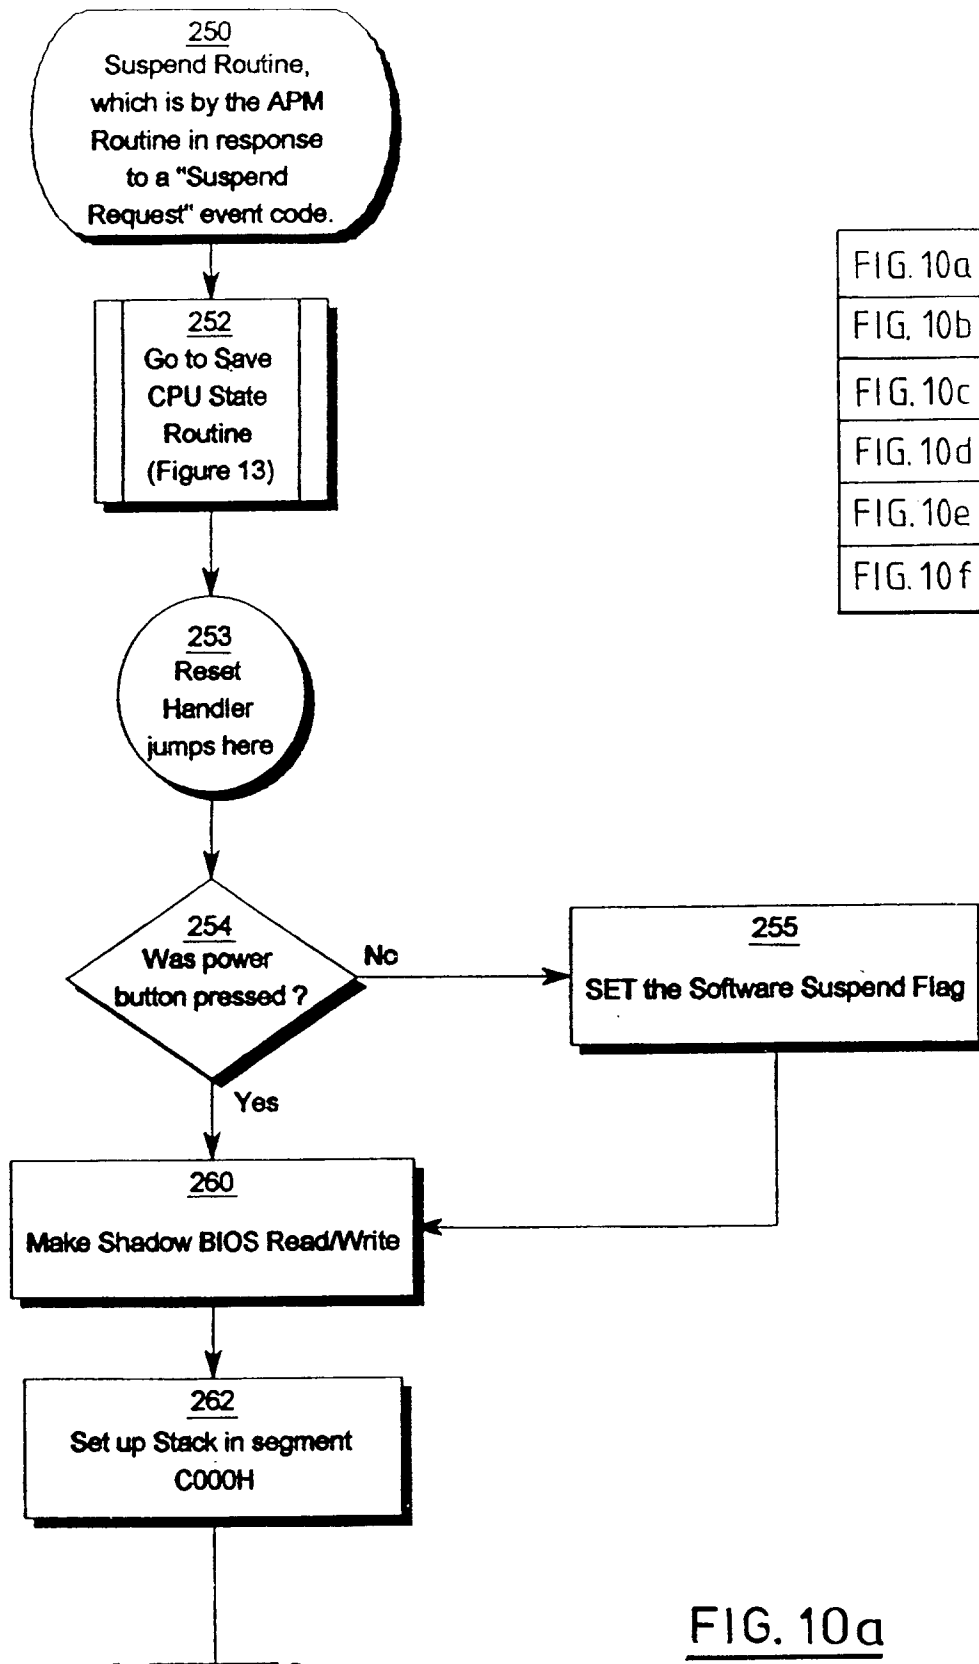 250
Suspend Routine,
which is by the APM
Routine in response
to a "Suspend
Request" event code.
252
Go to Save
CPU State
Routine
(Figure 13)
253
Reset
Handler
jumps here
254
Was power
button pressed ?
Nc
Yes
255
SET the Software Suspend Flag
260
Make Shadow BIOS Read/Write
262
Set up Stack in segment
C000H
FIG. 10a
FIG. 10b
FIG. 10c
FIG. 10d
FIG. 10e
FIG. 10f
FIG. 10a